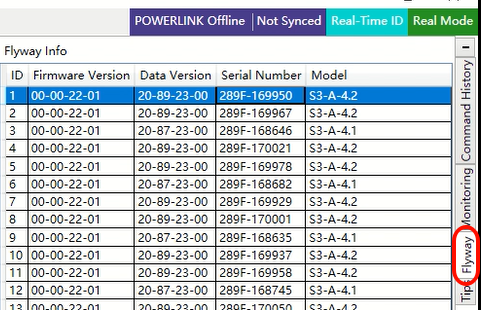 POWERLINK Offline Not Synced Real-Time ID Real Mode
Flyway Info
ID Firmware Version Data Version Serial Number Model
1 00-00-22-01 20-89-23-00 289F-169950 S3-A-4.2
2 00-00-22-01 20-89-23-00 289F-169967 S3-A-4.2
3 00-00-22-01 20-87-23-00 289F-168646 S3-A-4.1
4 00-00-22-01 20-89-23-00 289F-170021 S3-A-4.2
5 00-00-22-01 20-89-23-00 289F-169978 S3-A-4.2
6 00-00-22-01 20-87-23-00 289F-168682 S3-A-4.1
7 00-00-22-01 20-89-23-00 289F-169929 S3-A-4.2
8 00-00-22-01 20-89-23-00 289F-170001 S3-A-4.2
9 00-00-22-01 20-87-23-00 289F-168635 S3-A-4.1
10 00-00-22-01 20-89-23-00 289F-169937 S3-A-4.2
11 00-00-22-01 20-89-23-00 289F-169958 S3-A-4.2
12 00-00-22-01 20-87-23-00 289F-168745 S3-A-4.1
13 00-00-22-01 20-89-23-00 289F-170050 S3-A-4.2
Command History
Monitoring
Flyway
Tips